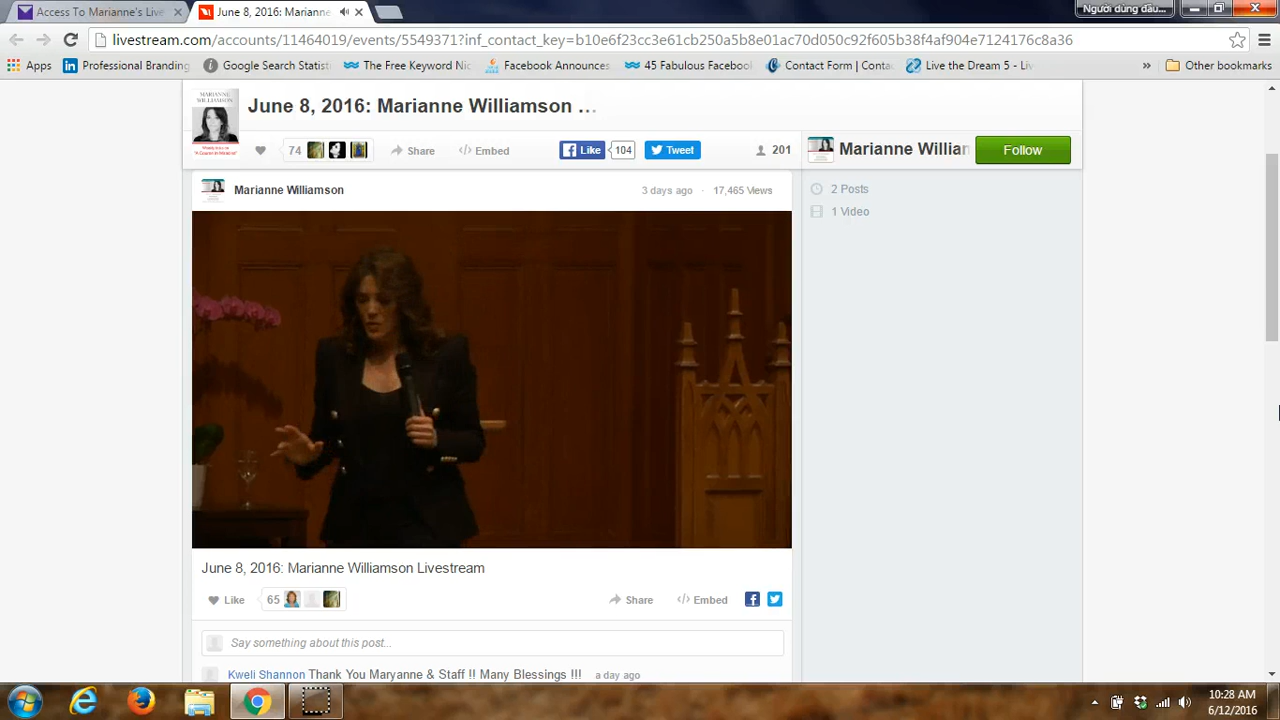 Access To Marianne's Live
June 8, 2016: Marianne
Người dùng đầu...
livestream.com/accounts/11464019/events/5549371?inf_contact_key=b10e6f23cc3e61cb250a5b8e01ac70d050c92f605b38f4af904e7124176c8a36
Apps
Professional Branding
Google Search Statisti
The Free Keyword Nic
Facebook Announces
45 Fabulous Facebook
Contact Form | Conta
Live the Dream 5 - Liv
»
Other bookmarks
MARIANNE
WILLIAMSON
June 8, 2016: Marianne Williamson ...
74
Share
Embed
Like
104
Tweet
201
Marianne Willian
Follow
Marianne Williamson
3 days ago · 17,465 Views
2 Posts
1 Video
June 8, 2016: Marianne Williamson Livestream
Like
65
Share
Embed
Say something about this post...
Kweli Shannon Thank You Maryanne & Staff !! Many Blessings !!! a day ago
10:28 AM
6/12/2016